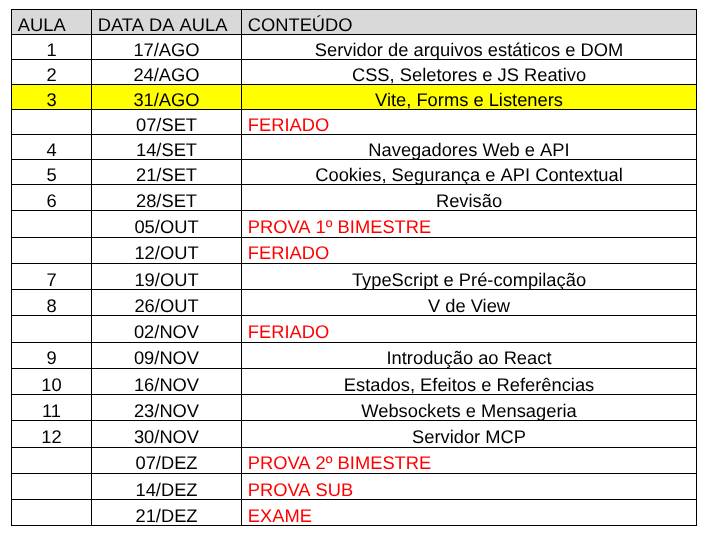 AULA DATA DA AULA CONTEÚDO
1 17/AGO Servidor de arquivos estáticos e DOM
2 24/AGO CSS, Seletores e JS Reativo
3 31/AGO Vite, Forms e Listeners
07/SET FERIADO
4 14/SET Navegadores Web e API
5 21/SET Cookies, Segurança e API Contextual
6 28/SET Revisão
05/OUT PROVA 1º BIMESTRE
12/OUT FERIADO
7 19/OUT TypeScript e Pré-compilação
8 26/OUT V de View
02/NOV FERIADO
9 09/NOV Introdução ao React
10 16/NOV Estados, Efeitos e Referências
11 23/NOV Websockets e Mensageria
12 30/NOV Servidor MCP
07/DEZ PROVA 2º BIMESTRE
14/DEZ PROVA SUB
21/DEZ EXAME